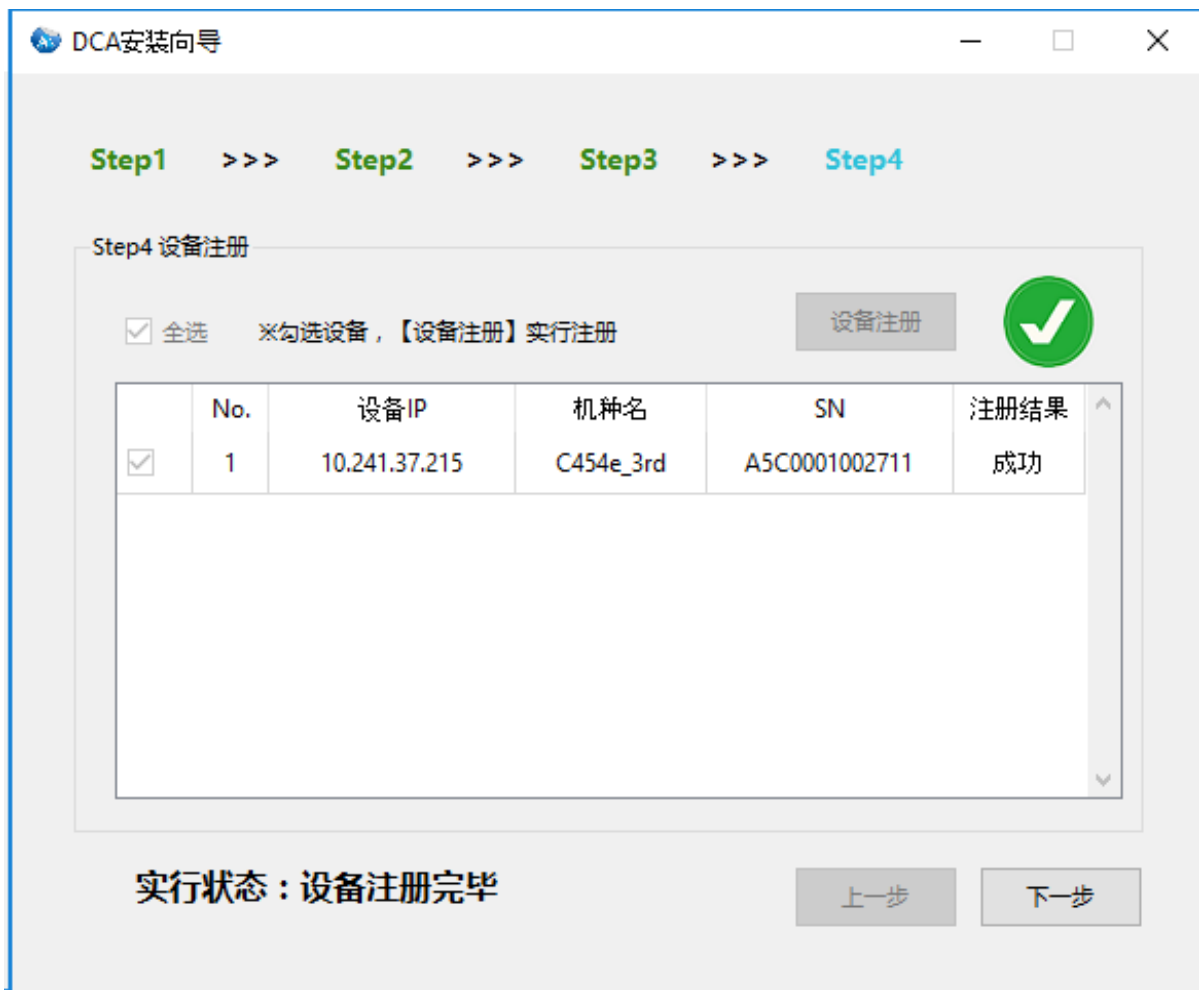 DCA安装向导
Step1 >>> Step2 >>> Step3 >>> Step4
Step4 设备注册
全选 ※勾选设备，【设备注册】实行注册 设备注册
No. 设备IP 机种名 SN 注册结果
1 10.241.37.215 C454e_3rd A5C0001002711 成功
实行状态：设备注册完毕 上一步 下一步